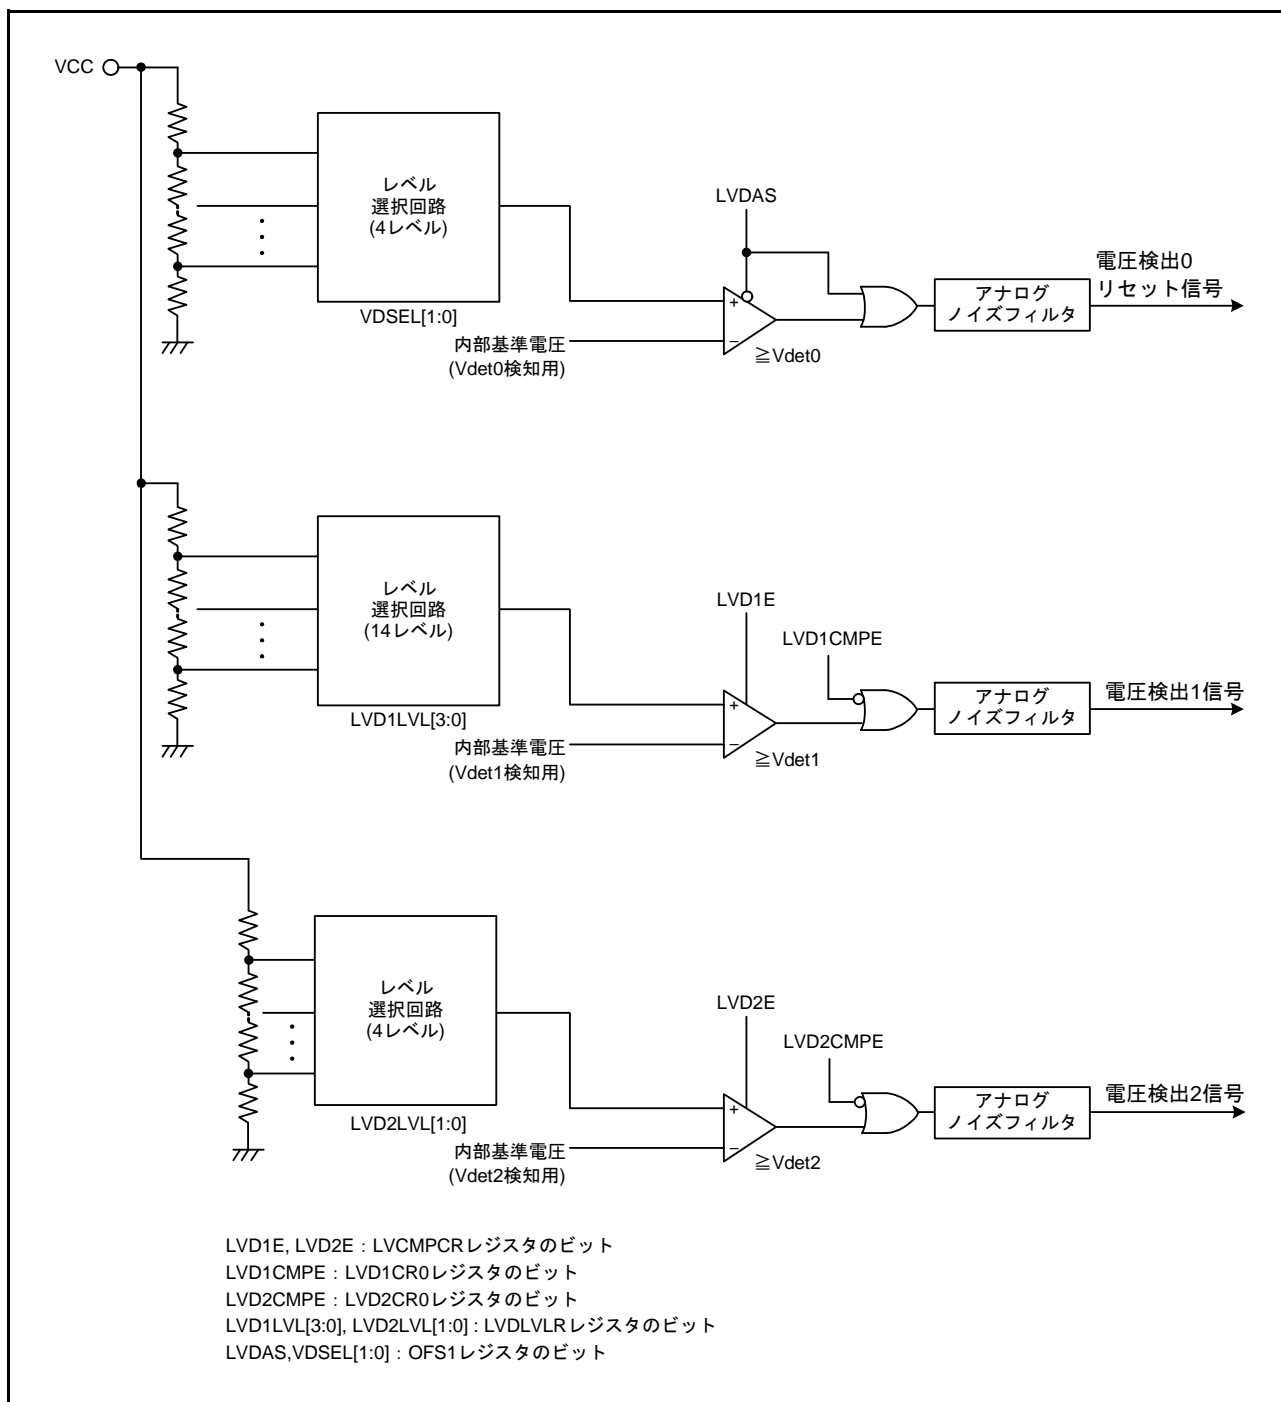 VCC
レベル
選択回路
(4レベル)
VDSEL[1:0]
LVDAS
内部基準電圧
(Vdet0検知用)
+
−
≧Vdet0
アナログ
ノイズフィルタ
電圧検出0
リセット信号
レベル
選択回路
(14レベル)
LVD1LVL[3:0]
LVD1E
LVD1CMPE
内部基準電圧
(Vdet1検知用)
+
−
≧Vdet1
アナログ
ノイズフィルタ
電圧検出1信号
レベル
選択回路
(4レベル)
LVD2LVL[1:0]
LVD2E
LVD2CMPE
内部基準電圧
(Vdet2検知用)
+
−
≧Vdet2
アナログ
ノイズフィルタ
電圧検出2信号
LVD1E, LVD2E : LVCMPCRレジスタのビット
LVD1CMPE : LVD1CR0レジスタのビット
LVD2CMPE : LVD2CR0レジスタのビット
LVD1LVL[3:0], LVD2LVL[1:0] : LVDLVLRレジスタのビット
LVDAS,VDSEL[1:0] : OFS1レジスタのビット